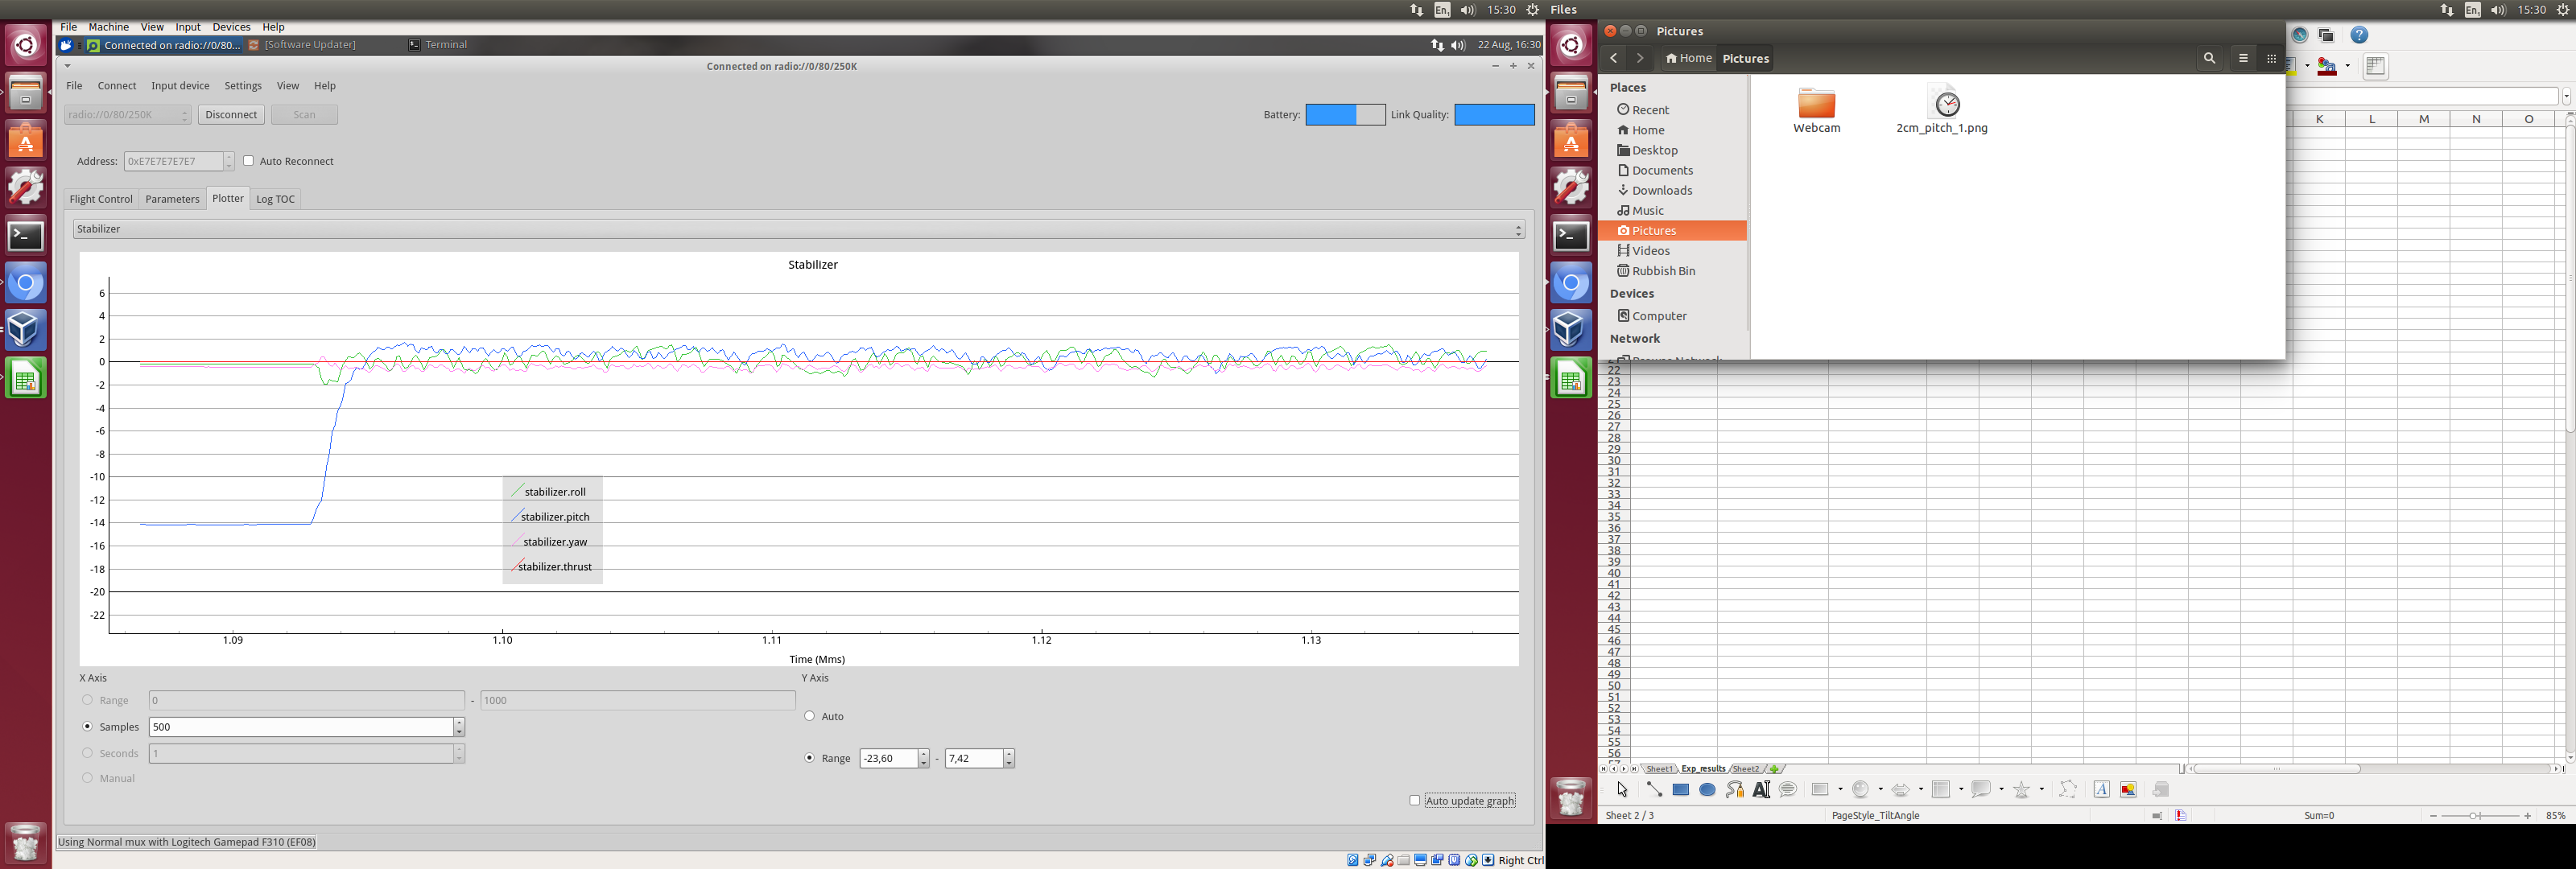 En 15:30
File Machine View Input Devices Help
Connected on radio://0/80... [Software Updater] Terminal 22 Aug, 16:30
Connected on radio://0/80/250K
File Connect Input device Settings View Help
radio://0/80/250K Disconnect Scan Battery: Link Quality:
Address: 0xE7E7E7E7E7 Auto Reconnect
Flight Control Parameters Plotter Log TOC
Stabilizer
Stabilizer
6
4
2
0
-2
-4
-6
-8
-10
-12
-14
-16
-18
-20
-22
stabilizer.roll
stabilizer.pitch
stabilizer.yaw
stabilizer.thrust
1.09 1.10 1.11 1.12 1.13
Time (Mms)
X Axis
Range 0 - 1000
Samples 500
Seconds 1
Manual
Y Axis
Auto
Range -23,60 - 7,42
Auto update graph
Using Normal mux with Logitech Gamepad F310 (EF08)
Right Ctrl
Files En 15:30
Pictures
Home Pictures
Places
Recent
Home
Desktop
Documents
Downloads
Music
Pictures
Videos
Rubbish Bin
Devices
Computer
Network
Browse Network
Webcam 2cm_pitch_1.png
K L M N O
22
23
24
25
26
27
28
29
30
31
32
33
34
35
36
37
38
39
40
41
42
43
44
45
46
47
48
49
50
51
52
53
54
55
56
Sheet1 Exp_results Sheet2
Sheet 2 / 3 PageStyle_TiltAngle Sum=0 85%